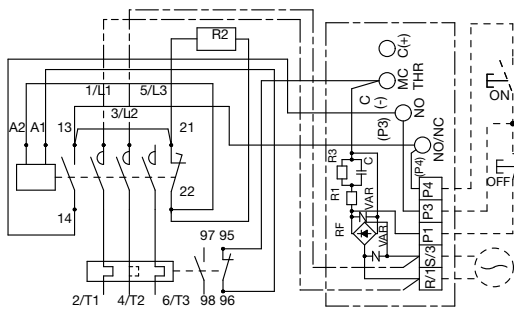 R2
C(+)
1/L1
5/L3
MC
THR
C
(-)
ON
3/L2
NO
A2
A1
13
21
(P3)
NO/NC
(P4)
OFF
R3
C
22
R1
VAR
P4
14
P3
97
95
RF
VAR
P1
S/3
R/1
2/T1
4/T2
6/T3
98
96